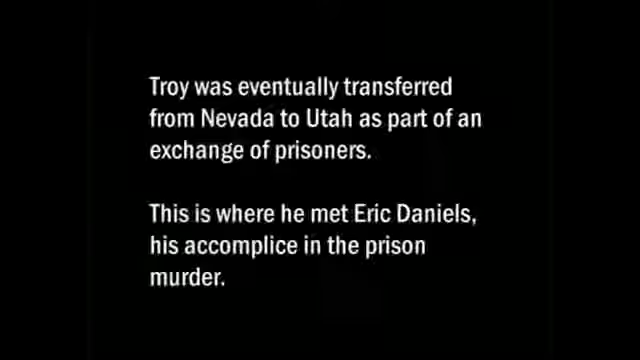 Troy was eventually transferred
from Nevada to Utah as part of an
exchange of prisoners.
This is where he met Eric Daniels,
his accomplice in the prison
murder.